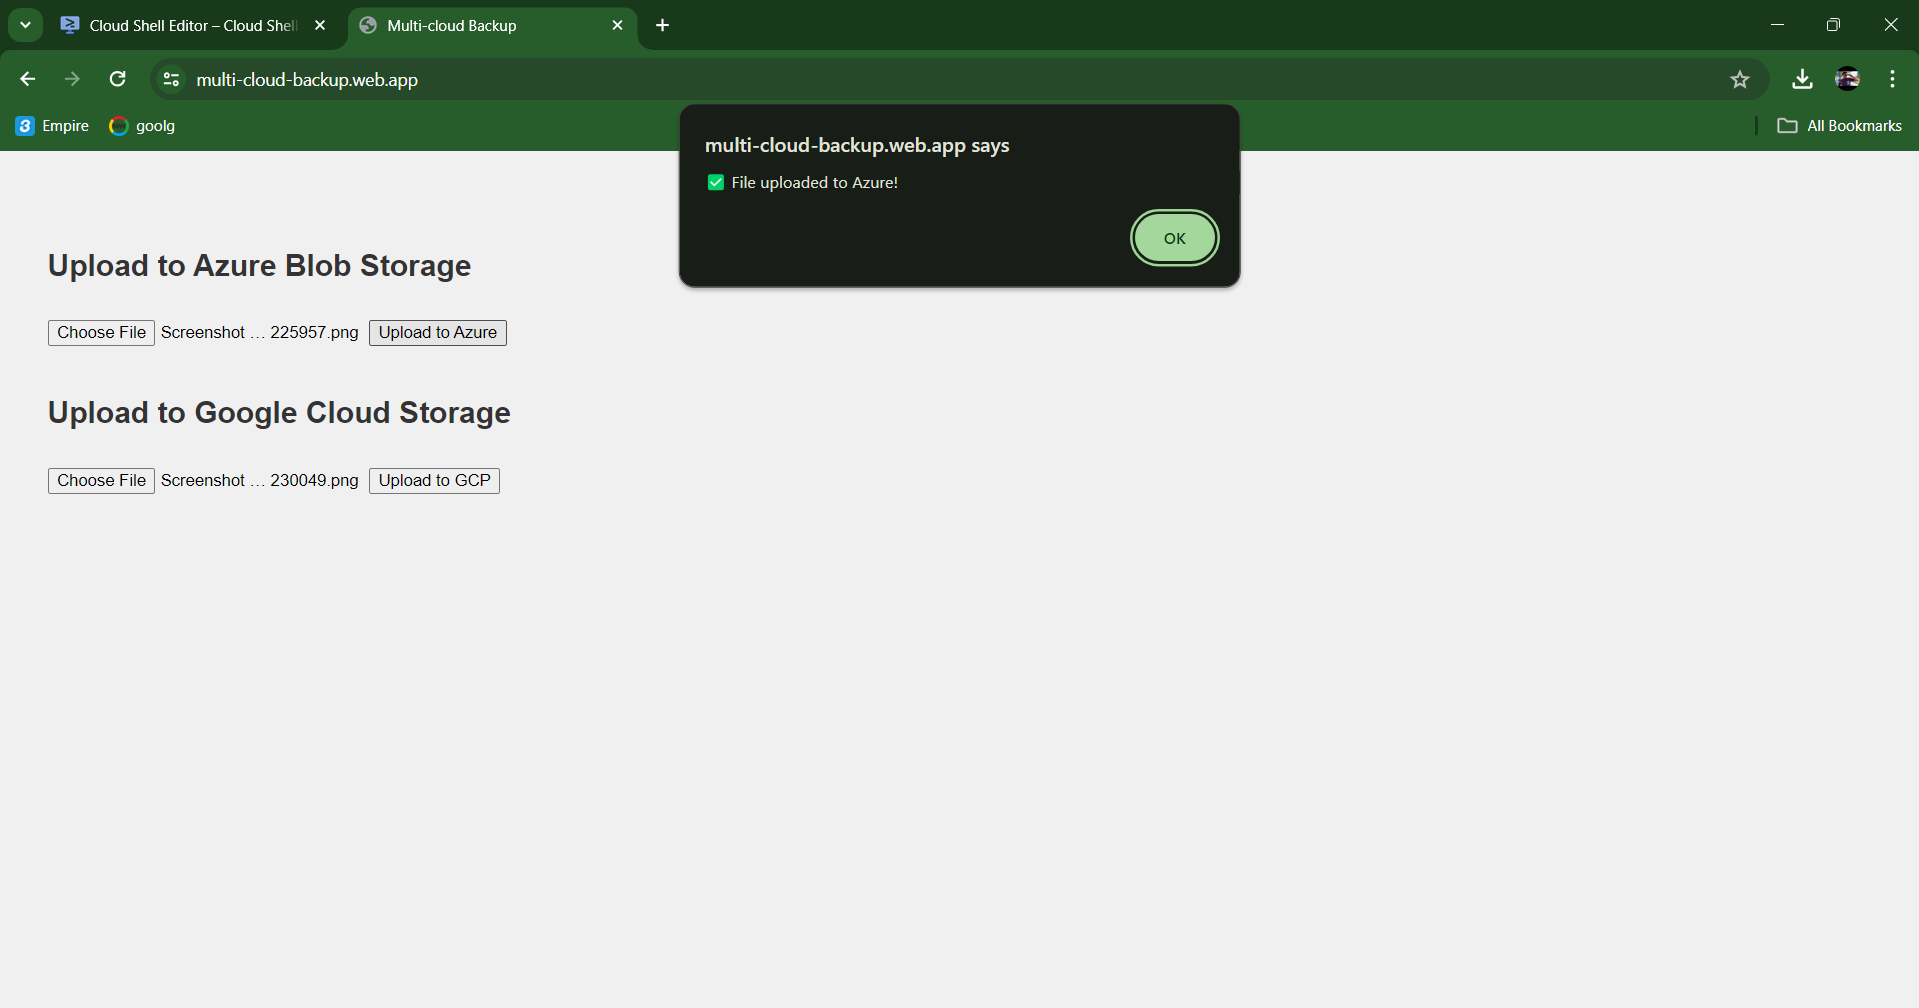 Cloud Shell Editor – Cloud Shel
Multi-cloud Backup
multi-cloud-backup.web.app
Empire
goolg
All Bookmarks
multi-cloud-backup.web.app says
✅ File uploaded to Azure!
OK
Upload to Azure Blob Storage
Choose File Screenshot ... 225957.png Upload to Azure
Upload to Google Cloud Storage
Choose File Screenshot ... 230049.png Upload to GCP